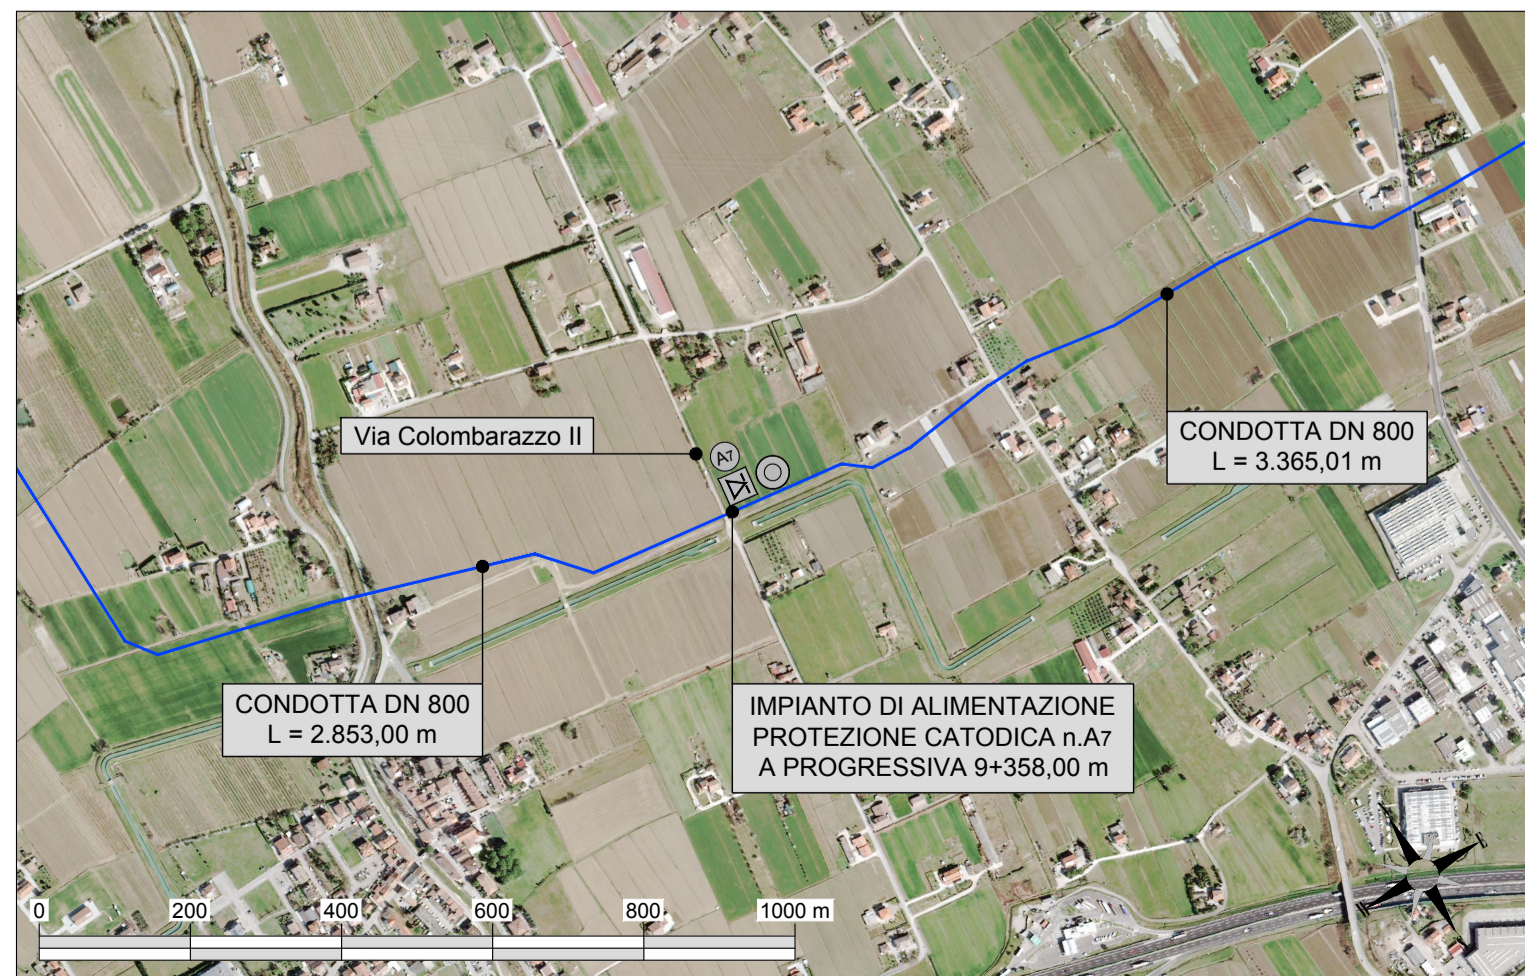 Via Colombarazzo II
A7
CONDOTTA DN 800
L = 3.365,01 m
CONDOTTA DN 800
L = 2.853,00 m
IMPIANTO DI ALIMENTAZIONE
PROTEZIONE CATODICA n.A7
A PROGRESSIVA 9+358,00 m
0 200 400 600 800 1000 m